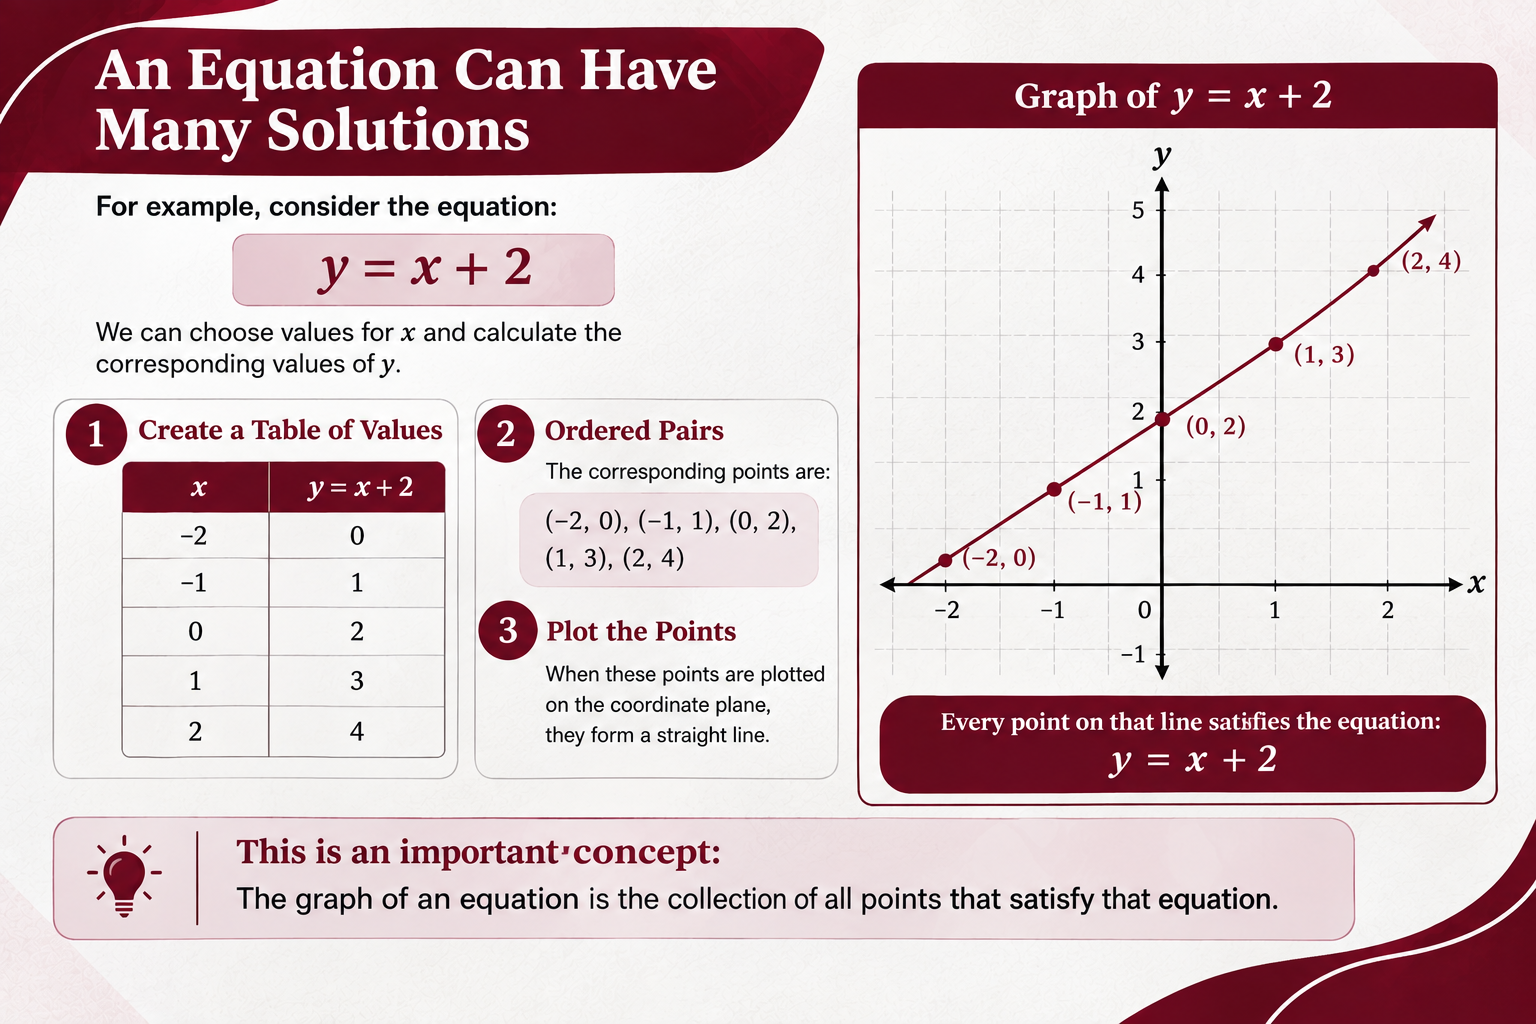 An Equation Can Have
Many Solutions
For example, consider the equation:
y = x + 2
We can choose values for x and calculate the
corresponding values of y.
1 Create a Table of Values
x y = x + 2
−2 0
−1 1
0 2
1 3
2 4
2 Ordered Pairs
The corresponding points are:
(−2, 0), (−1, 1), (0, 2),
(1, 3), (2, 4)
3 Plot the Points
When these points are plotted
on the coordinate plane,
they form a straight line.
Graph of y = x + 2
y
5
4
(2, 4)
3
(1, 3)
2
(0, 2)
1
(−1, 1)
(−2, 0)
x
−2 −1 0 1 2
−1
Every point on that line satisfies the equation:
y = x + 2
This is an important concept:
The graph of an equation is the collection of all points that satisfy that equation.